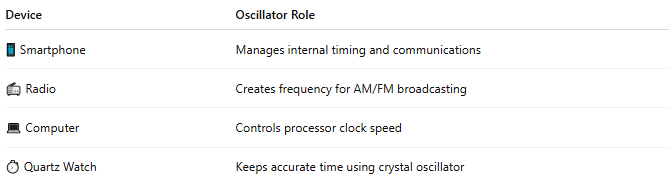 Device Oscillator Role
Smartphone Manages internal timing and communications
Radio Creates frequency for AM/FM broadcasting
Computer Controls processor clock speed
Quartz Watch Keeps accurate time using crystal oscillator